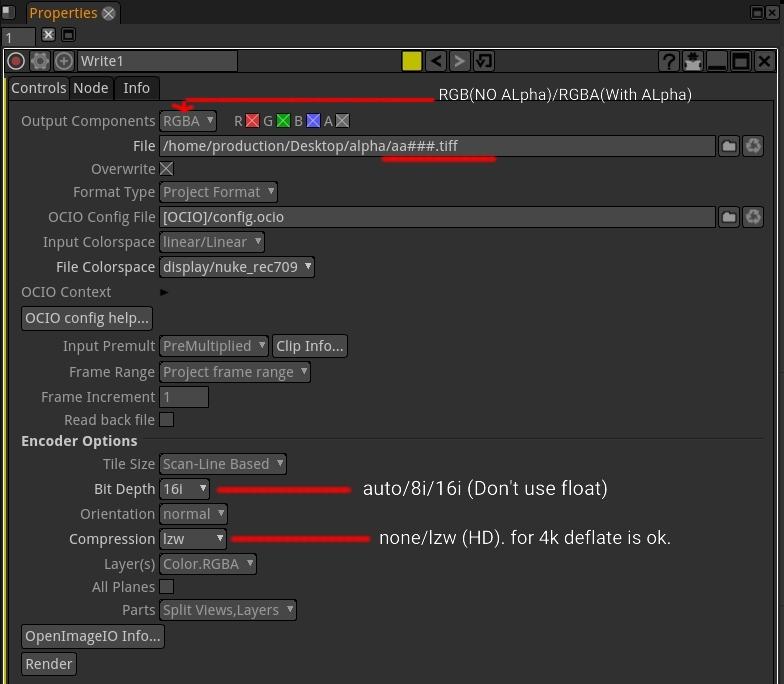 Properties
1
Write1
Controls Node Info
RGB(NO ALpha)/RGBA(With ALpha)
Output Components RGBA R G B A
File /home/production/Desktop/alpha/aa###.tiff
Overwrite
Format Type Project Format
OCIO Config File [OCIO]/config.ocio
Input Colorspace linear/Linear
File Colorspace display/nuke_rec709
OCIO Context
OCIO config help...
Input Premult PreMultiplied Clip Info...
Frame Range Project frame range
Frame Increment 1
Read back file
Encoder Options
Tile Size Scan-Line Based
Bit Depth 16i auto/8i/16i (Don't use float)
Orientation normal
Compression lzw none/lzw (HD). for 4k deflate is ok.
Layer(s) Color.RGBA
All Planes
Parts Split Views,Layers
OpenImageIO Info...
Render